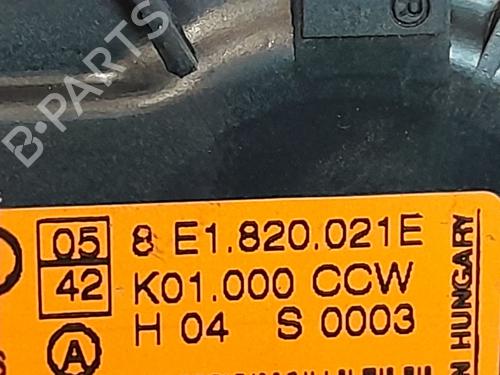 R
B-PARTS
05 8 E1.820.021E
42 K01.000 CCW
H 04 S 0003
A
N HUNGARY